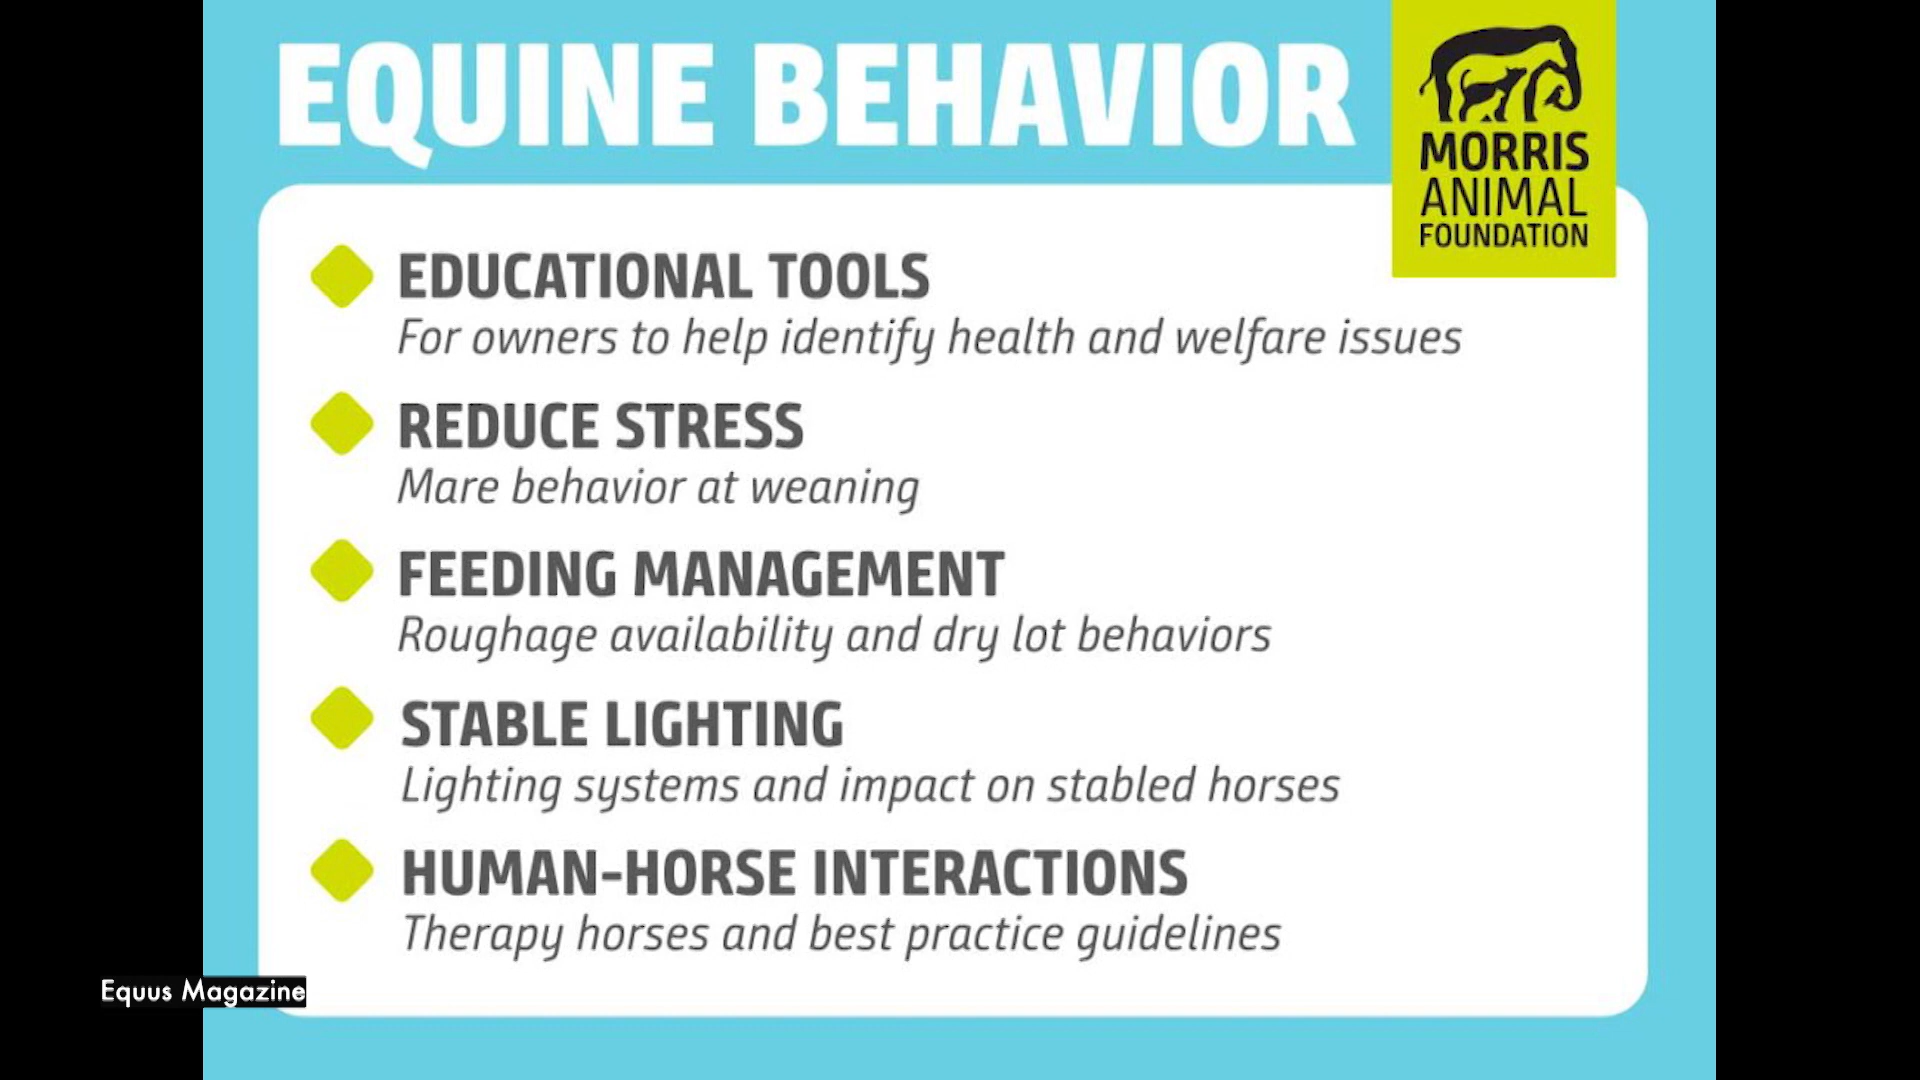 EQUINE BEHAVIOR
MORRIS
ANIMAL
FOUNDATION
EDUCATIONAL TOOLS
For owners to help identify health and welfare issues
REDUCE STRESS
Mare behavior at weaning
FEEDING MANAGEMENT
Roughage availability and dry lot behaviors
STABLE LIGHTING
Lighting systems and impact on stabled horses
HUMAN-HORSE INTERACTIONS
Therapy horses and best practice guidelines
Equus Magazine